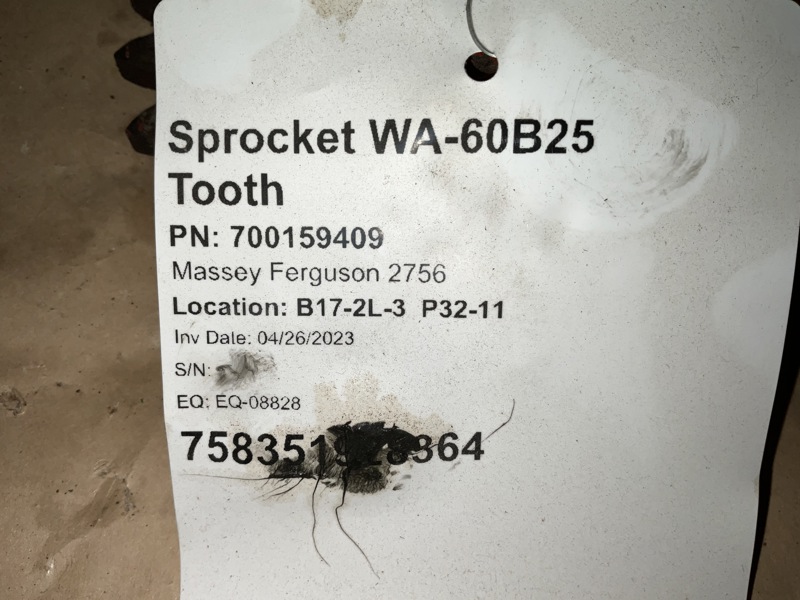 Sprocket WA-60B25
Tooth
PN: 700159409
Massey Ferguson 2756
Location: B17-2L-3 P32-11
Inv Date: 04/26/2023
S/N:
EQ: EQ-08828